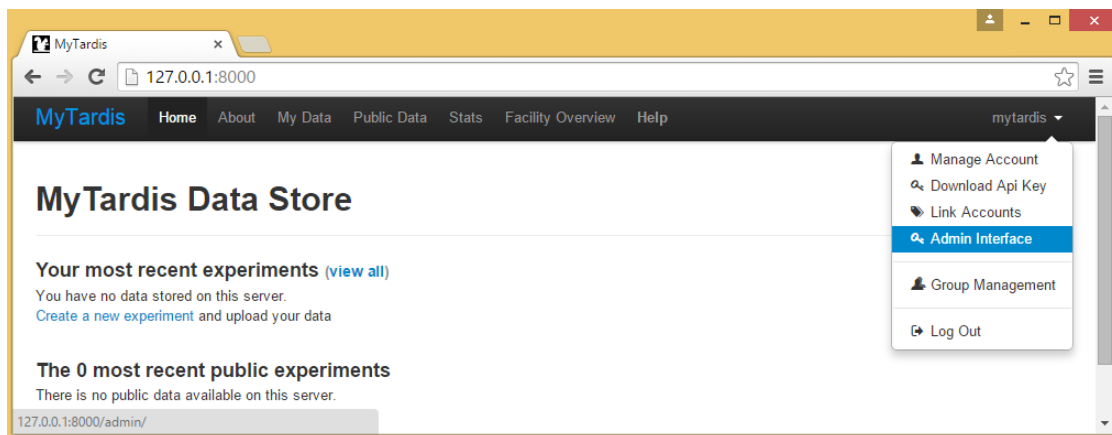 MyTardis
127.0.0.1:8000
MyTardis Home About My Data Public Data Stats Facility Overview Help mytardis
Manage Account
Download Api Key
Link Accounts
Admin Interface
Group Management
Log Out
MyTardis Data Store
Your most recent experiments (view all)
You have no data stored on this server.
Create a new experiment and upload your data
The 0 most recent public experiments
There is no public data available on this server.
127.0.0.1:8000/admin/